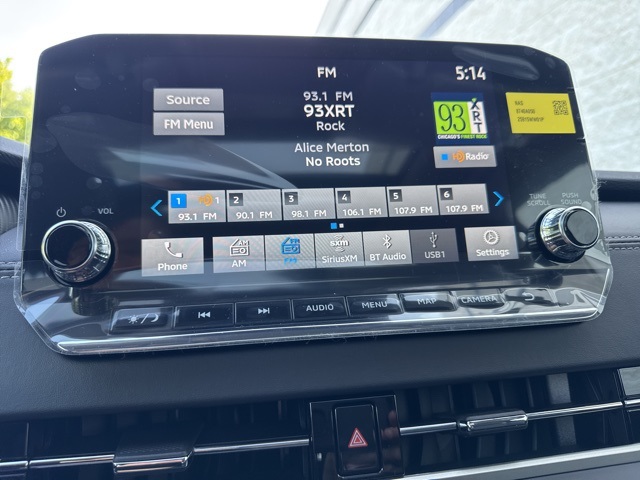 FM
5:14
Source
FM Menu
93.1 FM
93XRT
Rock
Alice Merton
No Roots
93 XRT
CHICAGO'S FINEST ROCK
HD Radio
VOL
TUNE
SCROLL
PUSH
SOUND
1 HD 1
93.1 FM
2
90.1 FM
3
98.1 FM
4
106.1 FM
5
107.9 FM
6
107.9 FM
Phone
AM
FM
sxm
SiriusXM
BT Audio
USB1
Settings
AUDIO
MENU
MAP
CAMERA